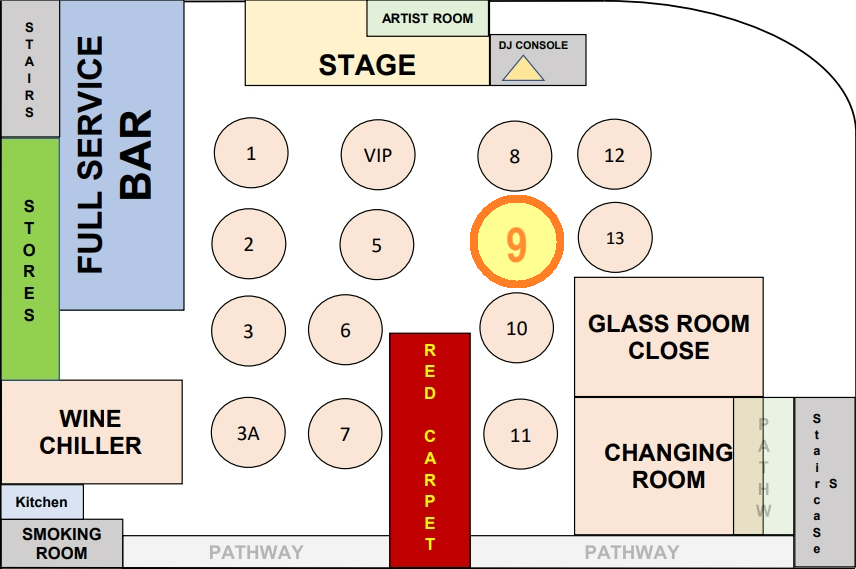 STAIRS
FULL SERVICE
BAR
STORES
ARTIST ROOM
STAGE
DJ CONSOLE
1
VIP
8
12
2
5
9
13
3
6
10
3A
7
11
RED CARPET
GLASS ROOM
CLOSE
CHANGING
ROOM
PATHW
StaircaSe
S
WINE
CHILLER
Kitchen
SMOKING
ROOM
PATHWAY
PATHWAY